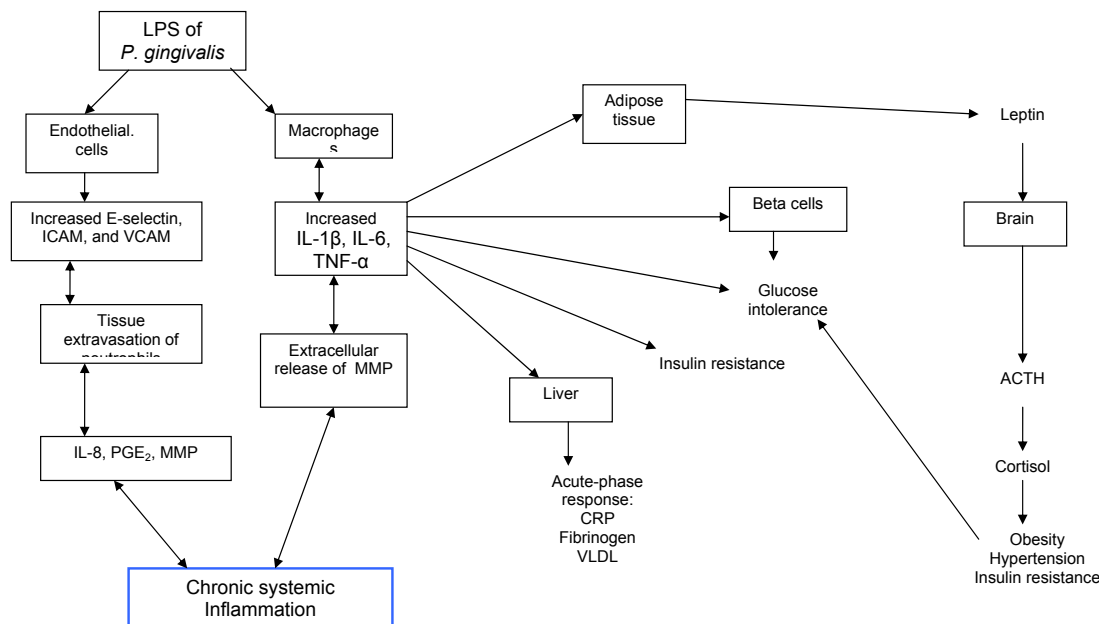 LPS of
P. gingivalis
Endothelial.
cells
Macrophage
s
Adipose
tissue
Leptin
Increased E-selectin,
ICAM, and VCAM
Increased
IL-1β, IL-6,
TNF-α
Beta cells
Brain
Glucose
intolerance
Tissue
extravasation of
neutrophils
Extracellular
release of MMP
Insulin resistance
Liver
ACTH
IL-8, PGE₂, MMP
Acute-phase
response:
CRP
Fibrinogen
VLDL
Cortisol
Obesity
Hypertension
Insulin resistance
Chronic systemic
Inflammation